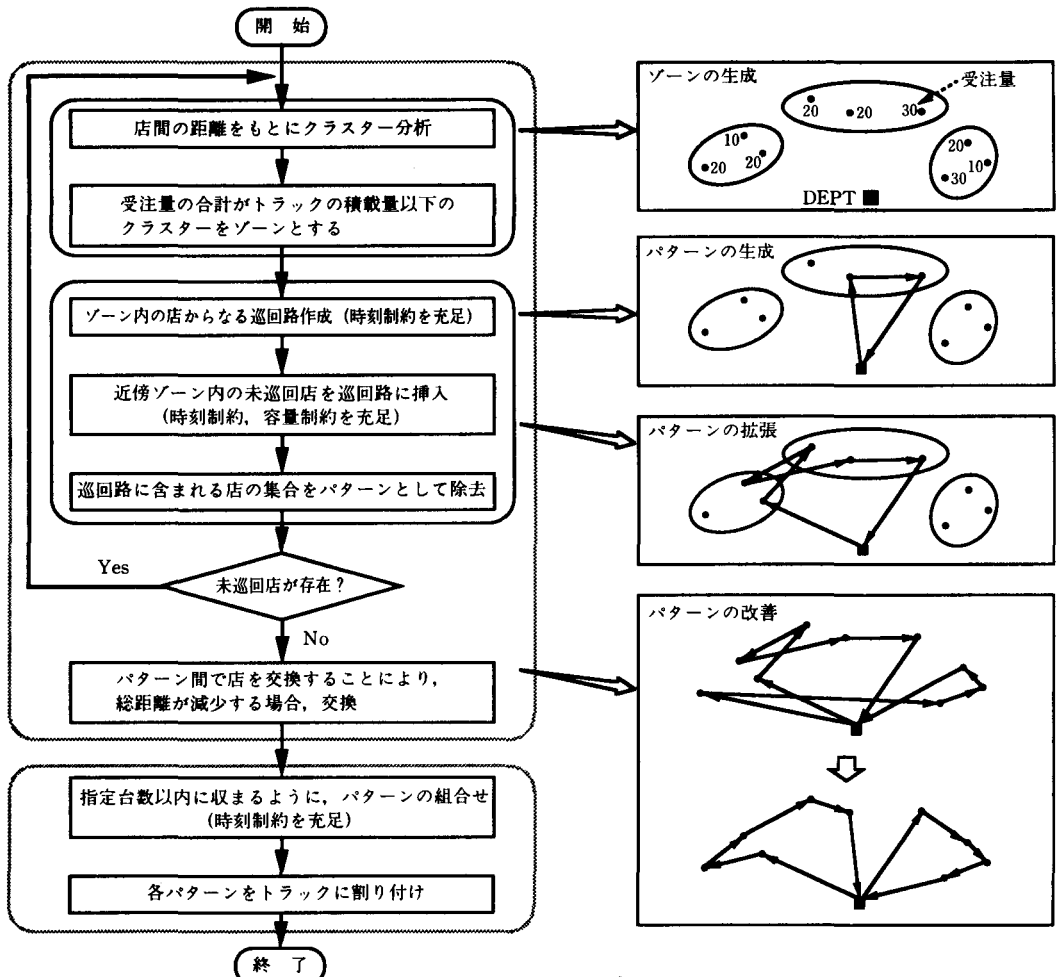 開 始
店間の距離をもとにクラスター分析
受注量の合計がトラックの積載量以下の
クラスターをゾーンとする
ゾーン内の店からなる巡回路作成(時刻制約を充足)
近傍ゾーン内の未巡回店を巡回路に挿入
(時刻制約,容量制約を充足)
巡回路に含まれる店の集合をパターンとして除去
Yes
未巡回店が存在?
No
パターン間で店を交換することにより,
総距離が減少する場合,交換
指定台数以内に収まるように,パターンの組合せ
(時刻制約を充足)
各パターンをトラックに割り付け
終 了
ゾーンの生成
受注量
20
20
30
10
20
20
20
10
30
DEPT
パターンの生成
パターンの拡張
パターンの改善